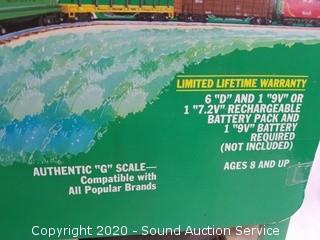 LIMITED LIFETIME WARRANTY
6 "D" AND 1 "9V" OR
1 "7.2V" RECHARGEABLE
BATTERY PACK AND
1 "9V" BATTERY
REQUIRED
(NOT INCLUDED)
AGES 8 AND UP
AUTHENTIC "G" SCALE—
Compatible with
All Popular Brands
Copyright 2020 - Sound Auction Service